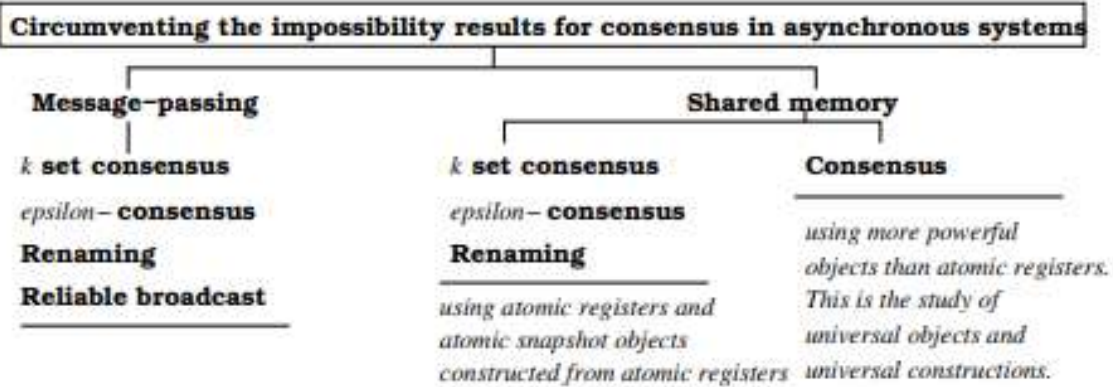 Circumventing the impossibility results for consensus in asynchronous systems
Message-passing
k set consensus
epsilon- consensus
Renaming
Reliable broadcast
Shared memory
k set consensus
epsilon- consensus
Renaming
using atomic registers and
atomic snapshot objects
constructed from atomic registers
Consensus
using more powerful
objects than atomic registers.
This is the study of
universal objects and
universal constructions.